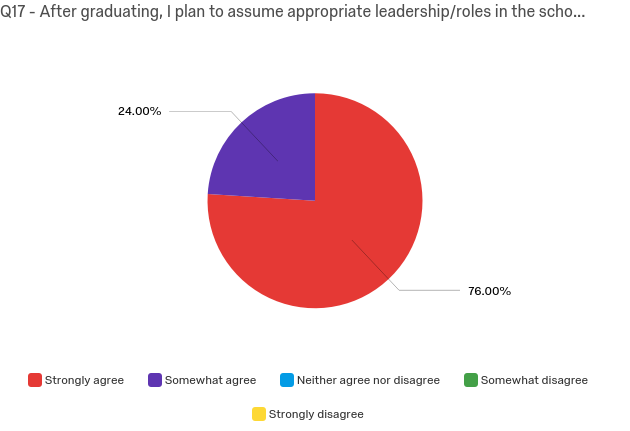 Q17 - After graduating, I plan to assume appropriate leadership/roles in the scho...
24.00%
76.00%
Strongly agree Somewhat agree Neither agree nor disagree Somewhat disagree
Strongly disagree